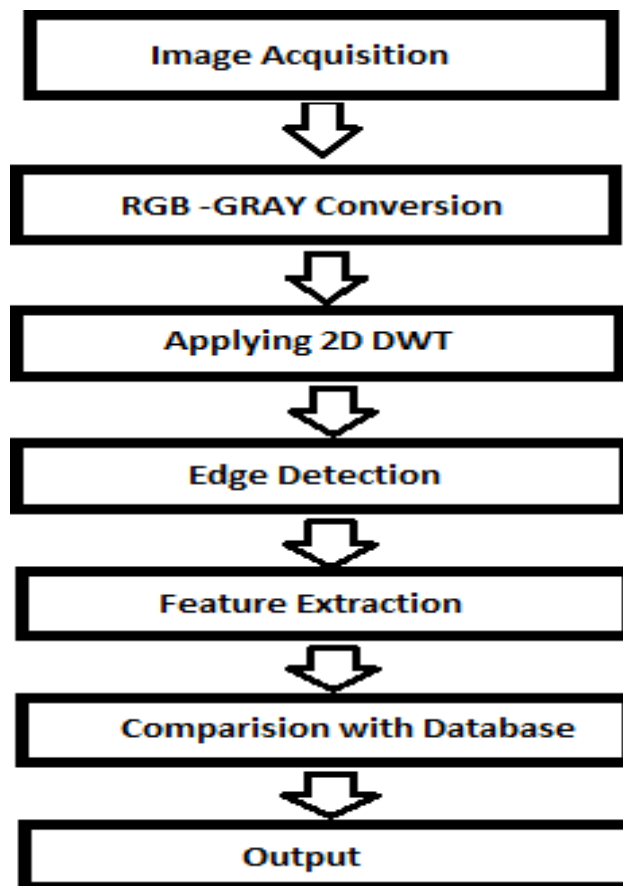 Image Acquisition
RGB -GRAY Conversion
Applying 2D DWT
Edge Detection
Feature Extraction
Comparision with Database
Output